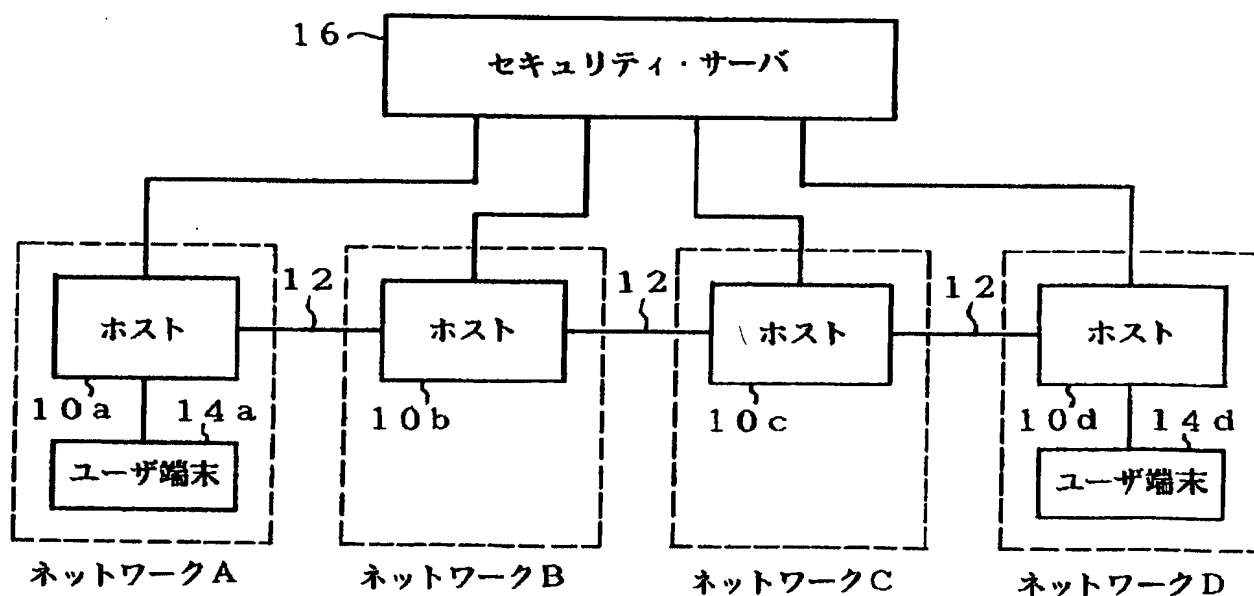 16
セキュリティ・サーバ
12
12
12
ホスト
ホスト
ホスト
ホスト
10a
14a
10b
10c
10d
14d
ユーザ端末
ユーザ端末
ネットワークA
ネットワークB
ネットワークC
ネットワークD